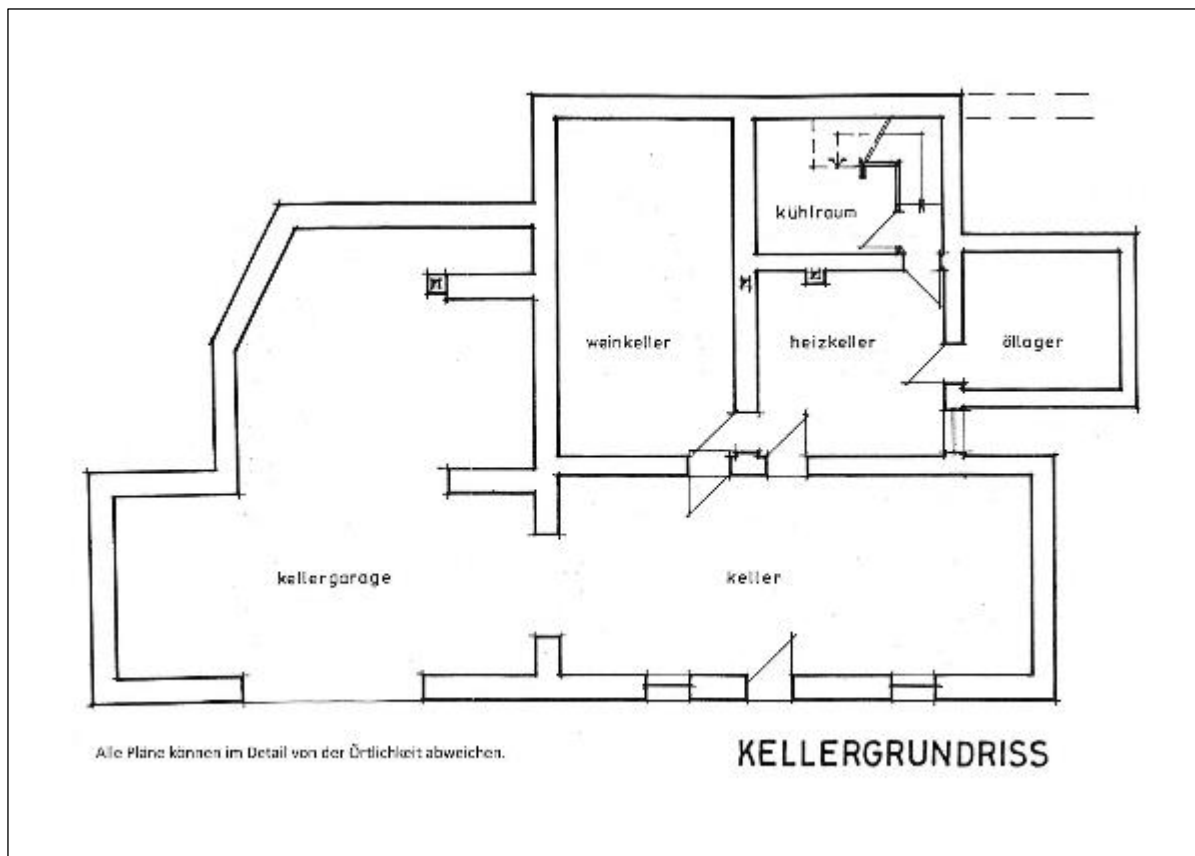 kühlraum
weinkeller
heizkeller
öllager
kellergarage
keller
Alle Pläne können im Detail von der Örtlichkeit abweichen.
KELLERGRUNDRISS